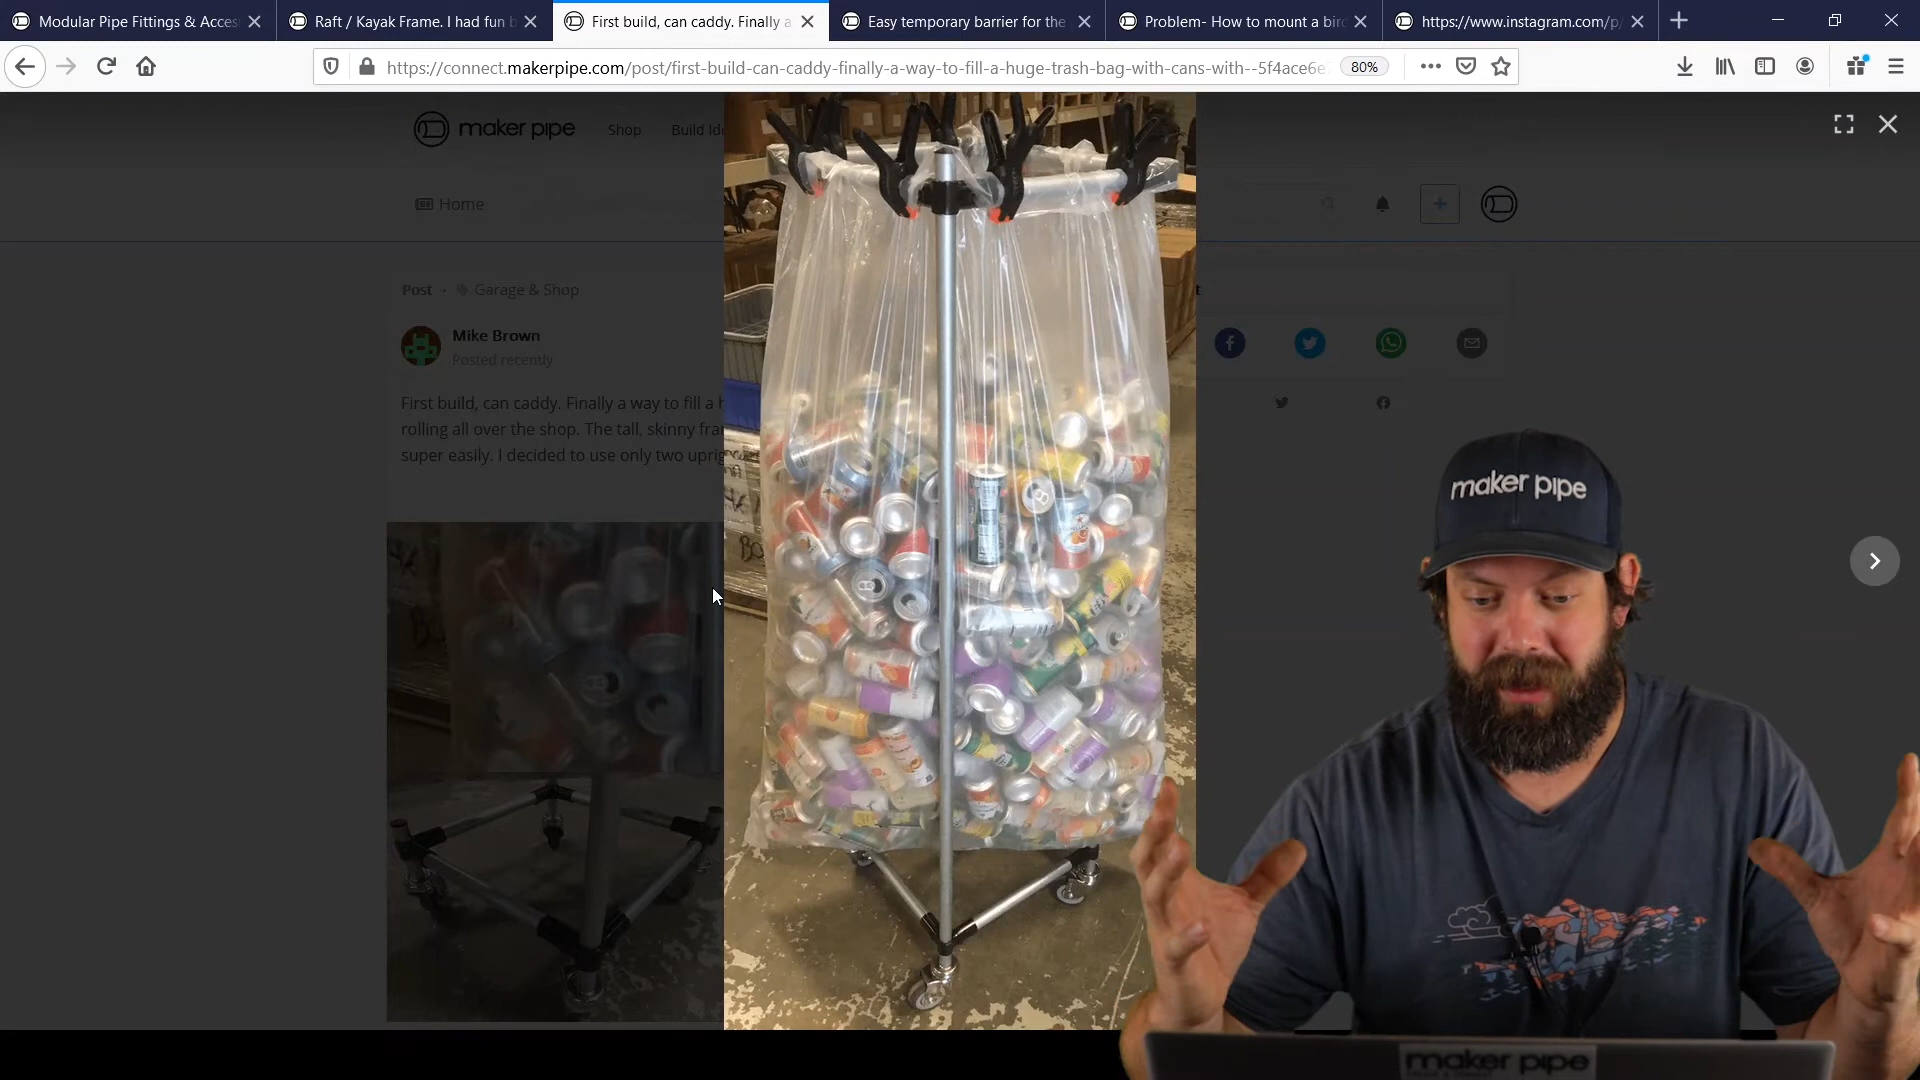 Modular Pipe Fittings & Acces
Raft / Kayak Frame. I had fun b
First build, can caddy. Finally a
Easy temporary barrier for the
Problem- How to mount a bir
https://www.instagram.com/p/
https://connect.makerpipe.com/post/first-build-can-caddy-finally-a-way-to-fill-a-huge-trash-bag-with-cans-with--5f4ace6e
80%
maker pipe
Shop
Build Ide
Home
Post · Garage & Shop
Mike Brown
Posted recently
First build, can caddy. Finally a way to fill a h
rolling all over the shop. The tall, skinny fra
super easily. I decided to use only two uprig
maker pipe
maker pipe